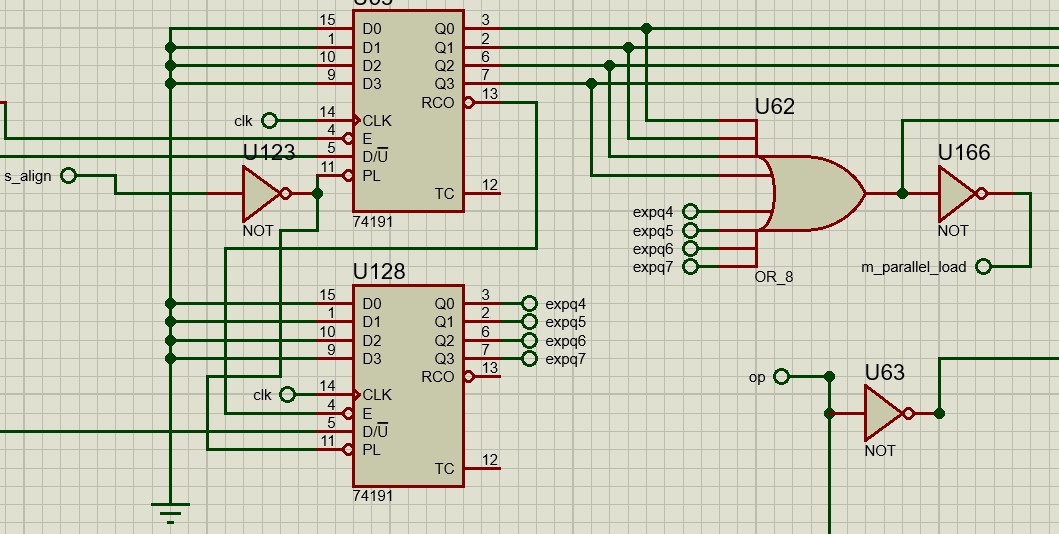 15 D0 Q0 3
1 D1 Q1 2
10 D2 Q2 6
9 D3 Q3 7
RCO 13
clk 14 CLK
4 E
5 D/U
s_align U123 11 PL
TC 12
NOT 74191
U62
expq4
expq5
expq6
expq7
OR_8
U166
NOT
m_parallel_load
U128
15 D0 Q0 3 expq4
1 D1 Q1 2 expq5
10 D2 Q2 6 expq6
9 D3 Q3 7 expq7
RCO 13
clk 14 CLK
4 E
5 D/U
11 PL
TC 12
74191
op
U63
NOT